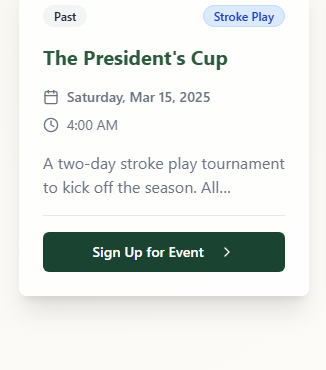 Past
Stroke Play
The President's Cup
Saturday, Mar 15, 2025
4:00 AM
A two-day stroke play tournament
to kick off the season. All...
Sign Up for Event